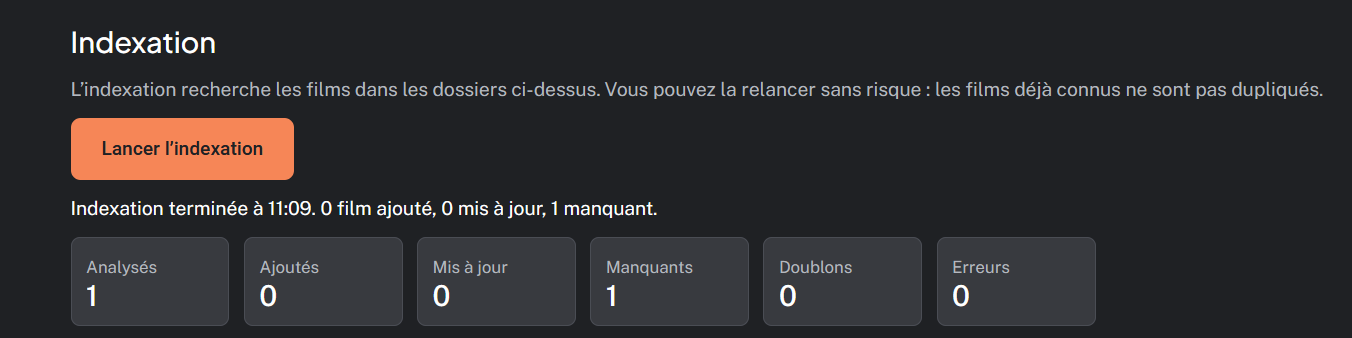 Indexation
L’indexation recherche les films dans les dossiers ci-dessus. Vous pouvez la relancer sans risque : les films déjà connus ne sont pas dupliqués.
Lancer l’indexation
Indexation terminée à 11:09. 0 film ajouté, 0 mis à jour, 1 manquant.
Analysés Ajoutés Mis à jour Manquants Doublons Erreurs
1 0 0 1 0 0